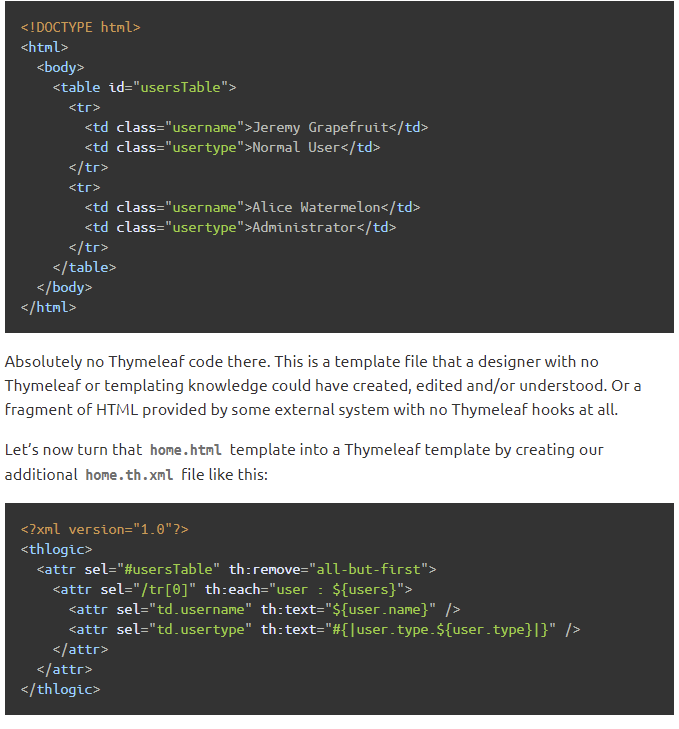 <!DOCTYPE html>
<html>
  <body>
    <table id="usersTable">
      <tr>
        <td class="username">Jeremy Grapefruit</td>
        <td class="usertype">Normal User</td>
      </tr>
      <tr>
        <td class="username">Alice Watermelon</td>
        <td class="usertype">Administrator</td>
      </tr>
    </table>
  </body>
</html>
Absolutely no Thymeleaf code there. This is a template file that a designer with no
Thymeleaf or templating knowledge could have created, edited and/or understood. Or a
fragment of HTML provided by some external system with no Thymeleaf hooks at all.
Let’s now turn that home.html template into a Thymeleaf template by creating our
additional home.th.xml file like this:
<?xml version="1.0"?>
<thlogic>
  <attr sel="#usersTable" th:remove="all-but-first">
    <attr sel="/tr[0]" th:each="user : ${users}">
      <attr sel="td.username" th:text="${user.name}" />
      <attr sel="td.usertype" th:text="#{|user.type.${user.type}|}" />
    </attr>
  </attr>
</thlogic>